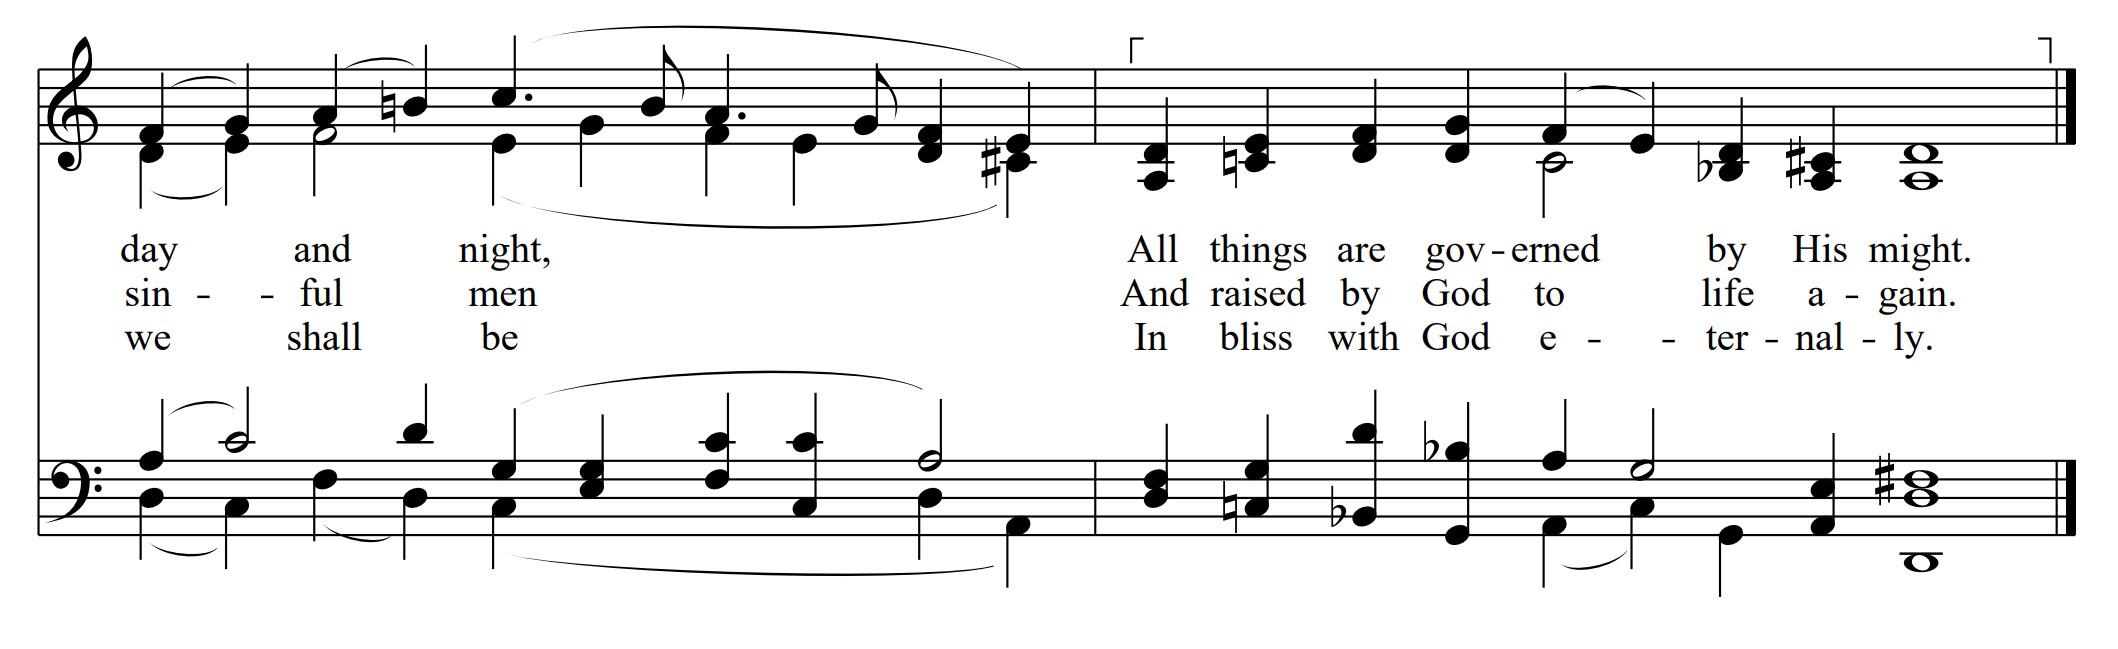 day and night, All things are gov - erned by His might.
sin - - ful men And raised by God to life a - gain.
we shall be In bliss with God e - - ter - nal - ly.